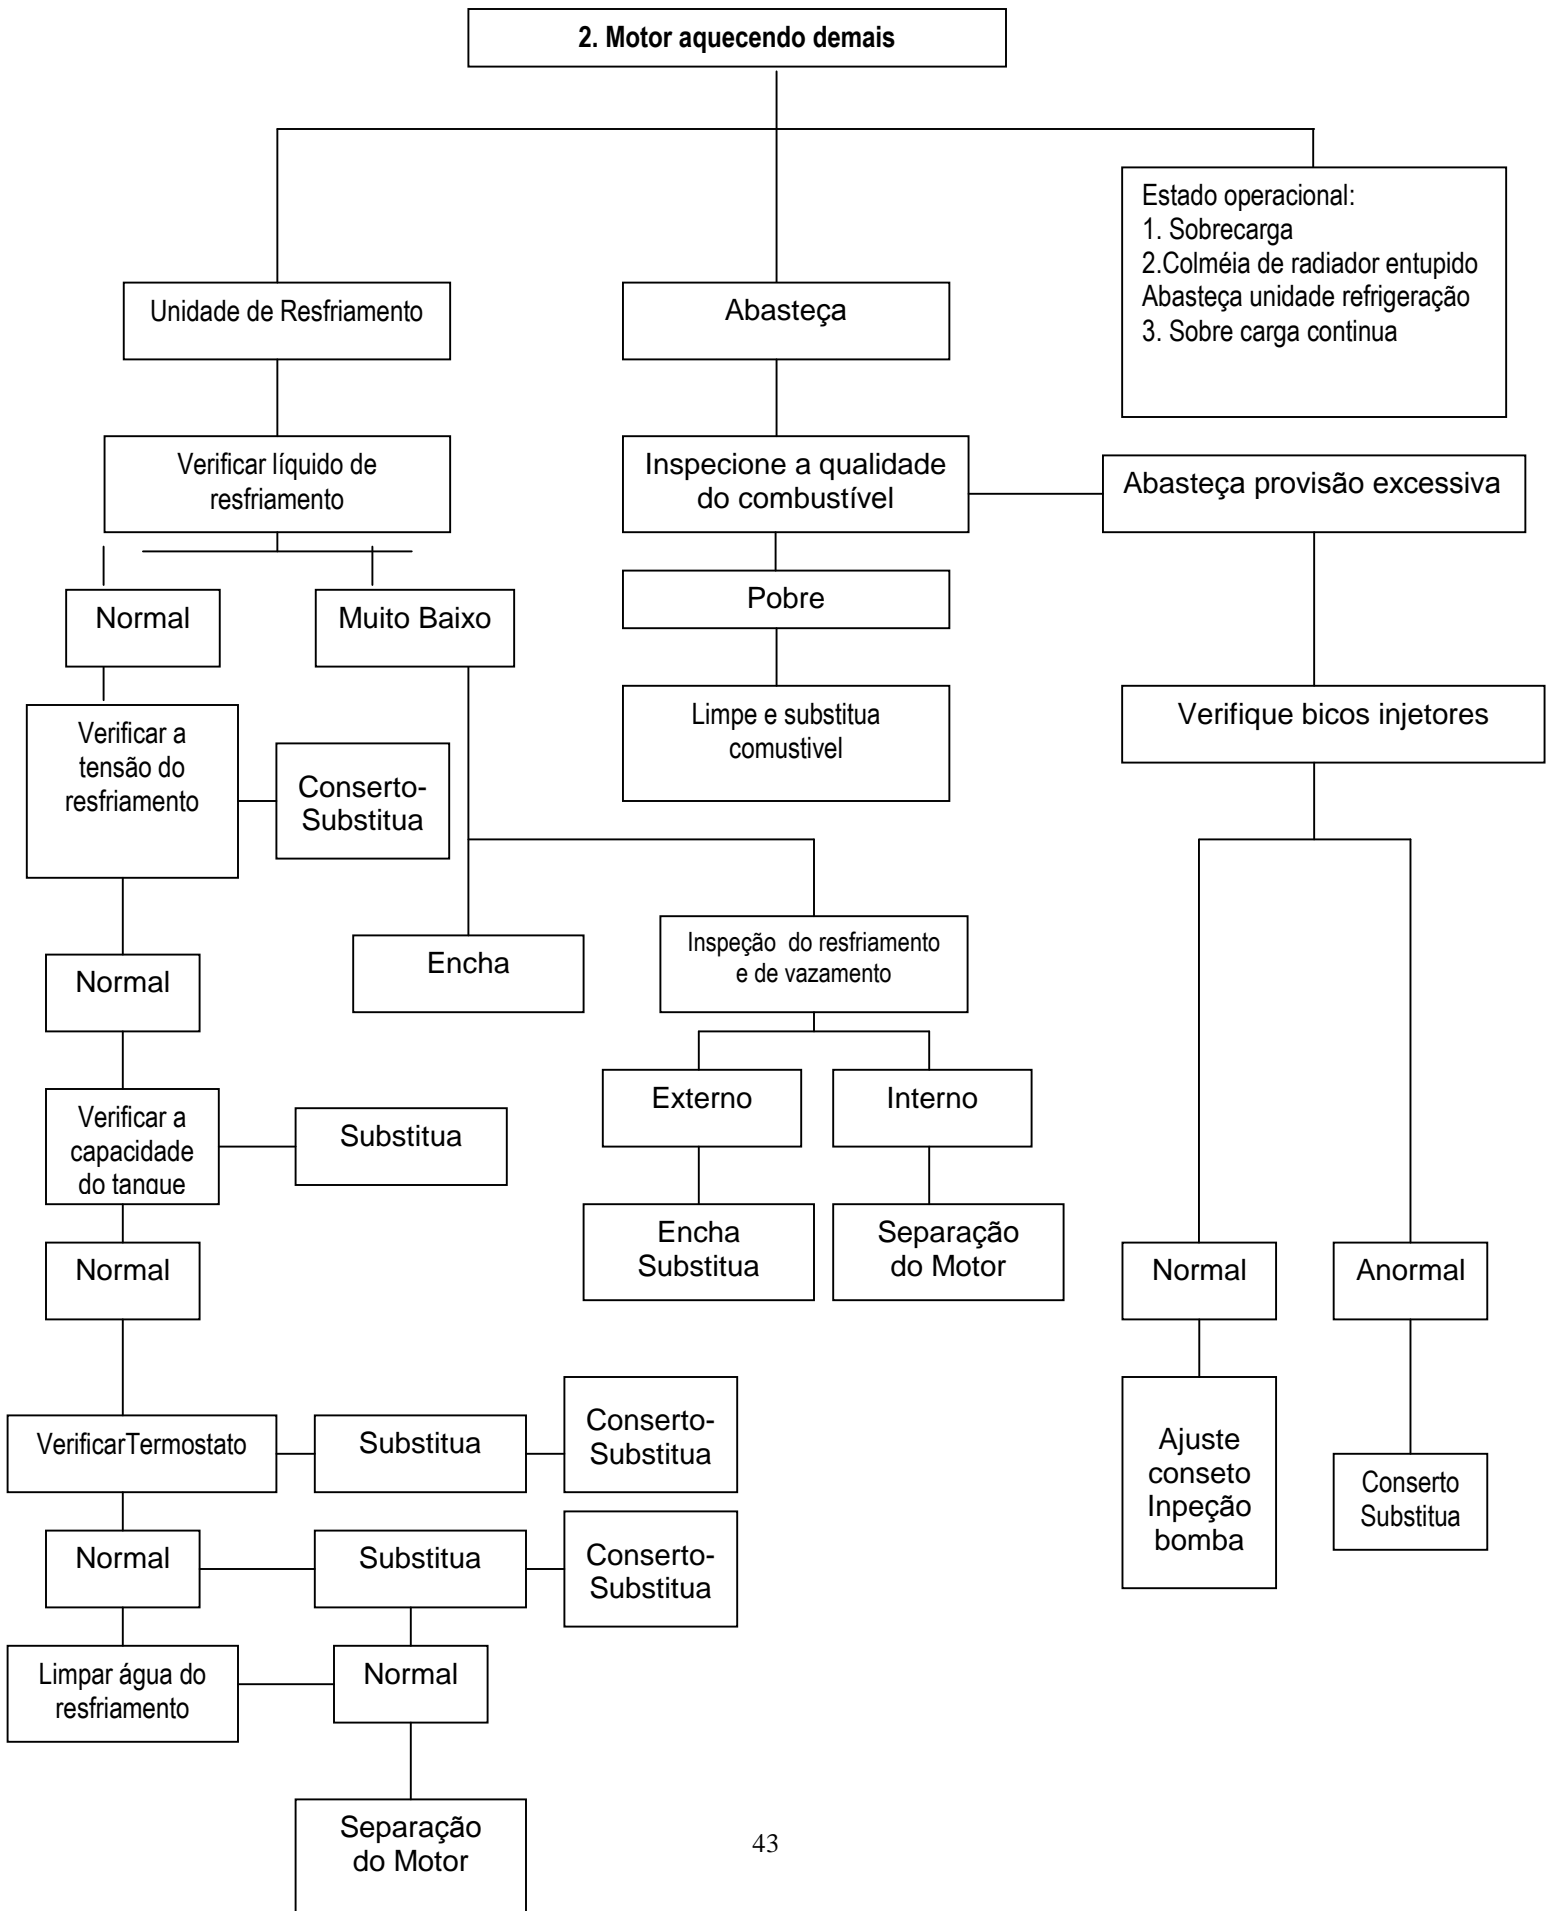 2. Motor aquecendo demais
Estado operacional:
1. Sobrecarga
2.Colméia de radiador entupido
Abasteça unidade refrigeração
3. Sobre carga continua
Unidade de Resfriamento
Abasteça
Verificar líquido de
resfriamento
Inspecione a qualidade
do combustível
Abasteça provisão excessiva
Normal
Muito Baixo
Pobre
Verificar a
tensão do
resfriamento
Conserto-
Substitua
Limpe e substitua
comustivel
Verifique bicos injetores
Normal
Encha
Inspeção do resfriamento
e de vazamento
Verificar a
capacidade
do tanque
Substitua
Externo
Interno
Normal
Encha
Substitua
Separação
do Motor
Normal
Anormal
VerificarTermostato
Substitua
Conserto-
Substitua
Ajuste
conseto
Inpeção
bomba
Conserto
Substitua
Normal
Substitua
Conserto-
Substitua
Limpar água do
resfriamento
Normal
Separação
do Motor
43